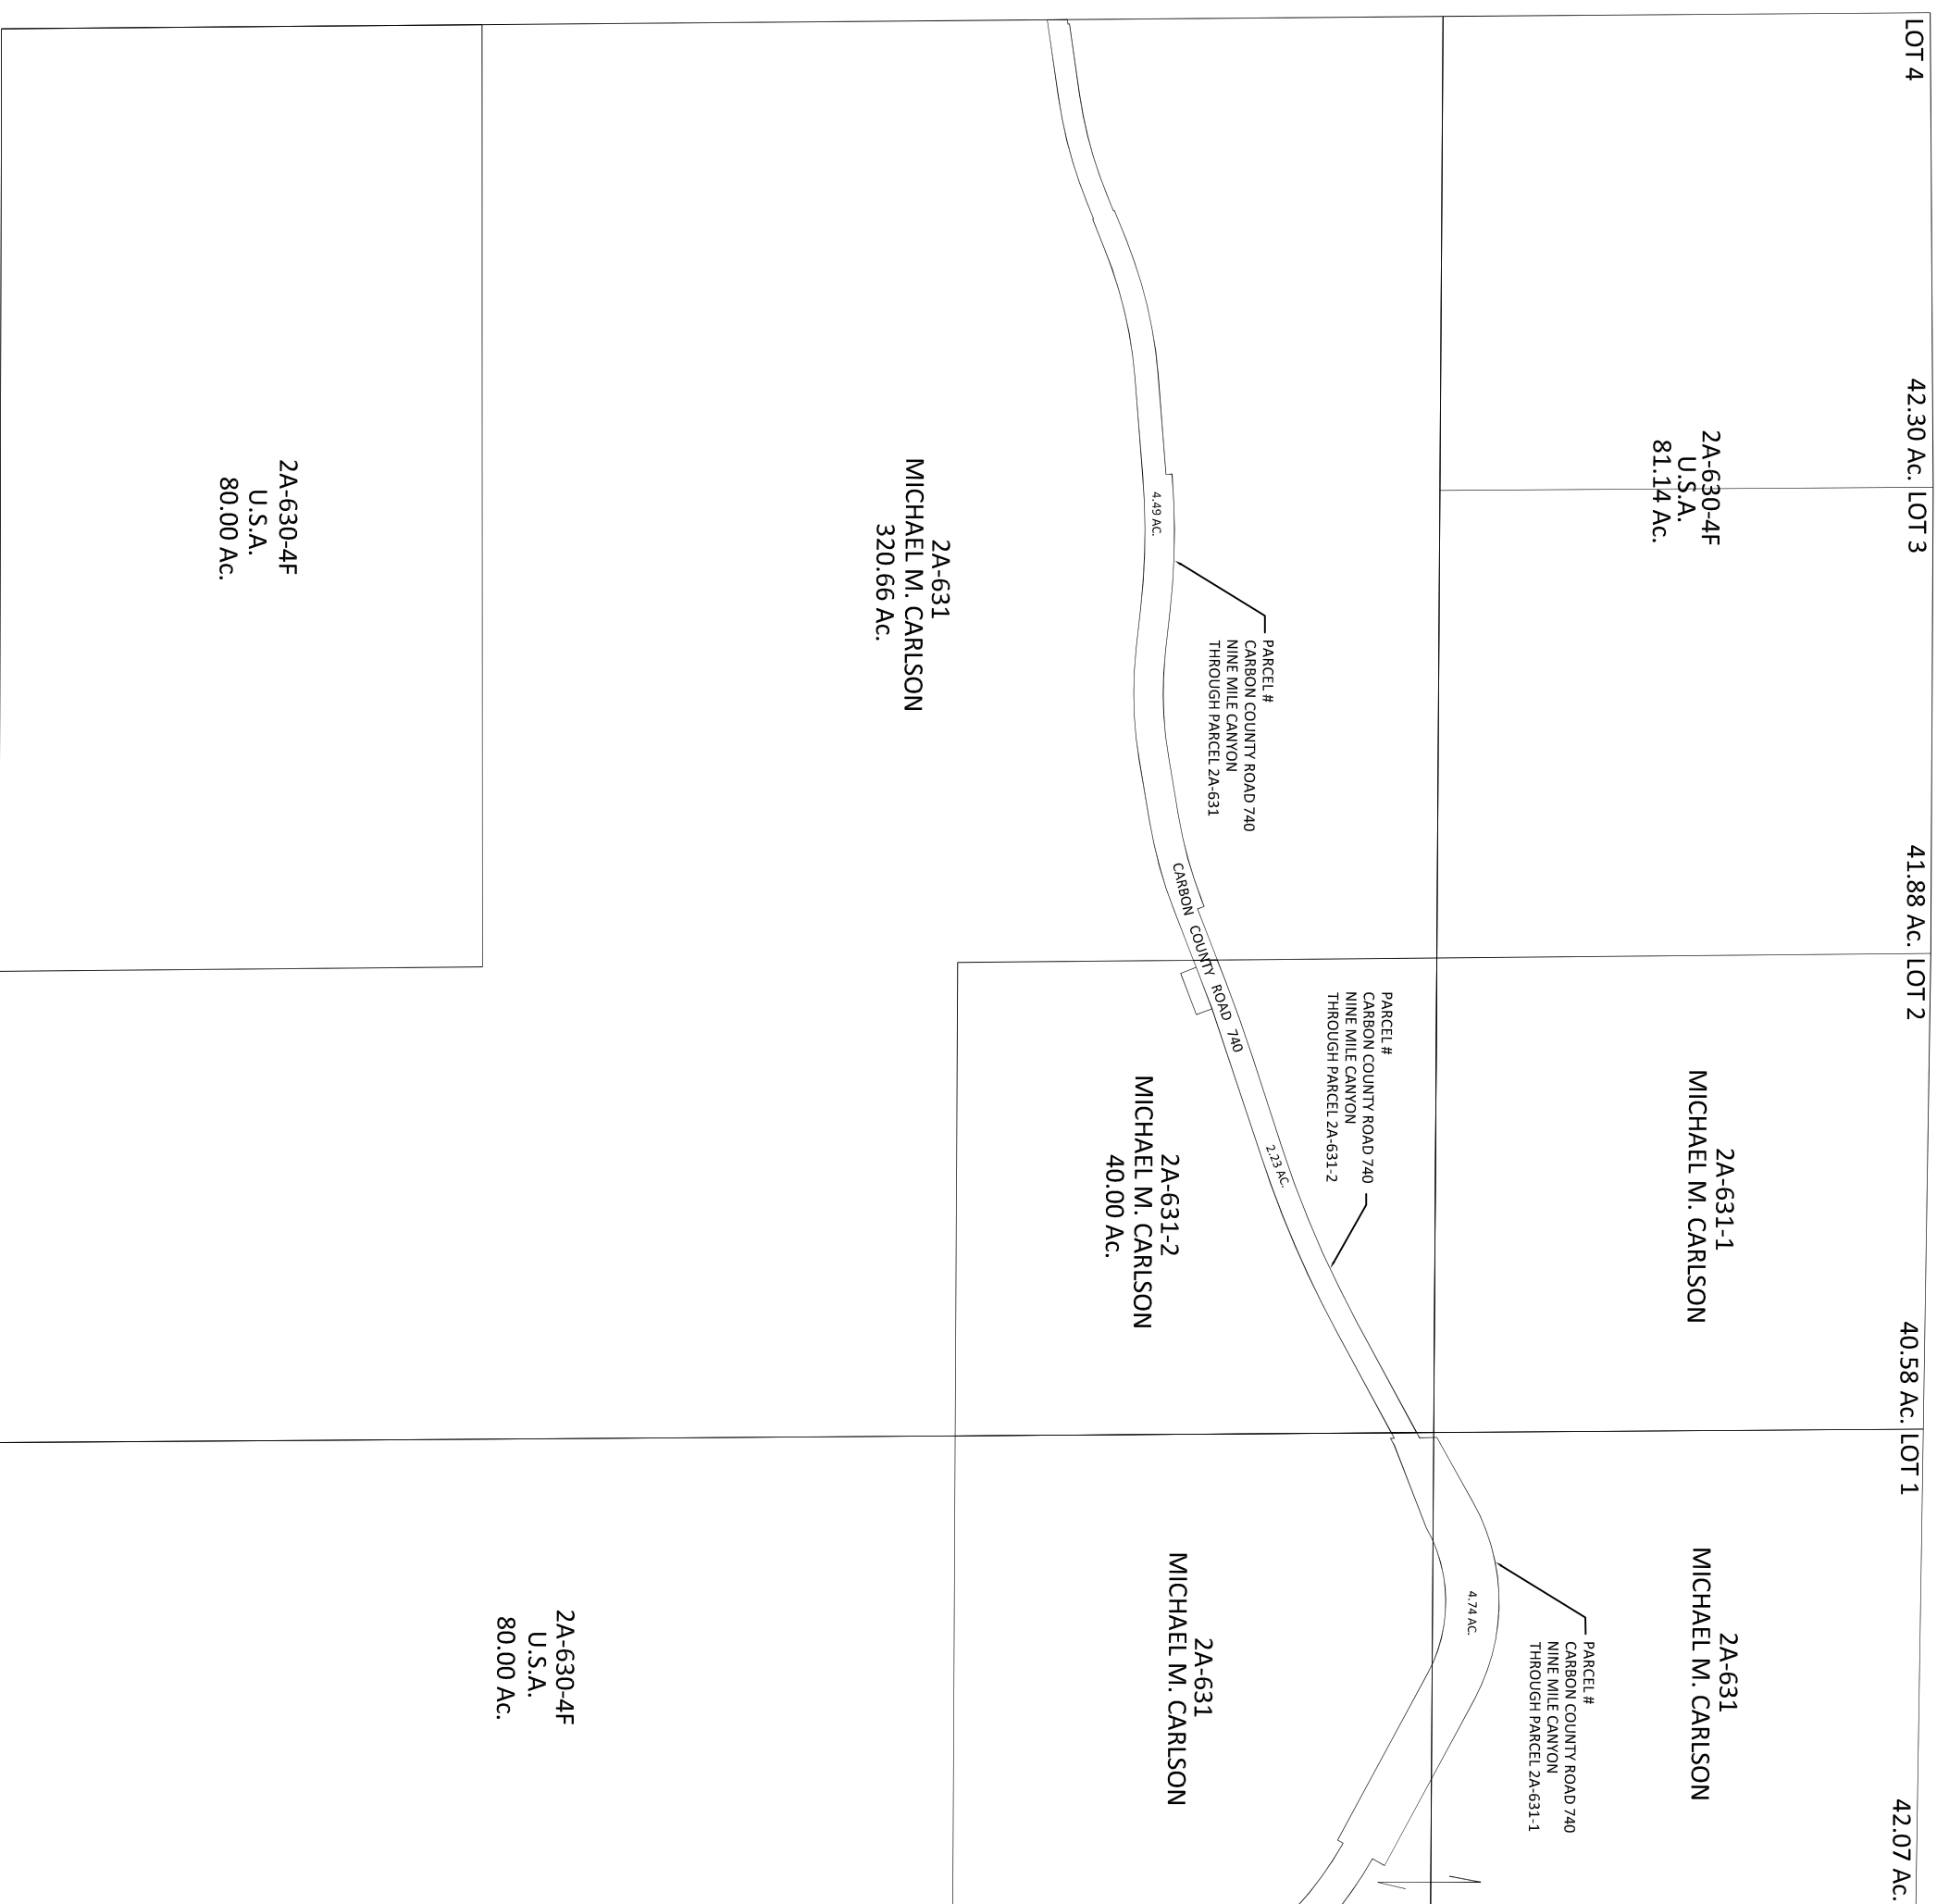 LOT 4
42.30 Ac.
LOT 3
41.88 Ac.
LOT 2
40.58 Ac.
LOT 1
42.07 Ac.
2A-630-4F
U.S.A.
81.14 Ac.
2A-631-1
MICHAEL M. CARLSON
2A-631
MICHAEL M. CARLSON
PARCEL #
CARBON COUNTY ROAD 740
NINE MILE CANYON
THROUGH PARCEL 2A-631-1
4.74 AC.
PARCEL #
CARBON COUNTY ROAD 740
NINE MILE CANYON
THROUGH PARCEL 2A-631-2
2.23 AC.
PARCEL #
CARBON COUNTY ROAD 740
NINE MILE CANYON
THROUGH PARCEL 2A-631
4.49 AC.
CARBON COUNTY ROAD 740
2A-631
MICHAEL M. CARLSON
320.66 Ac.
2A-631-2
MICHAEL M. CARLSON
40.00 Ac.
2A-631
MICHAEL M. CARLSON
2A-630-4F
U.S.A.
80.00 Ac.
2A-630-4F
U.S.A.
80.00 Ac.